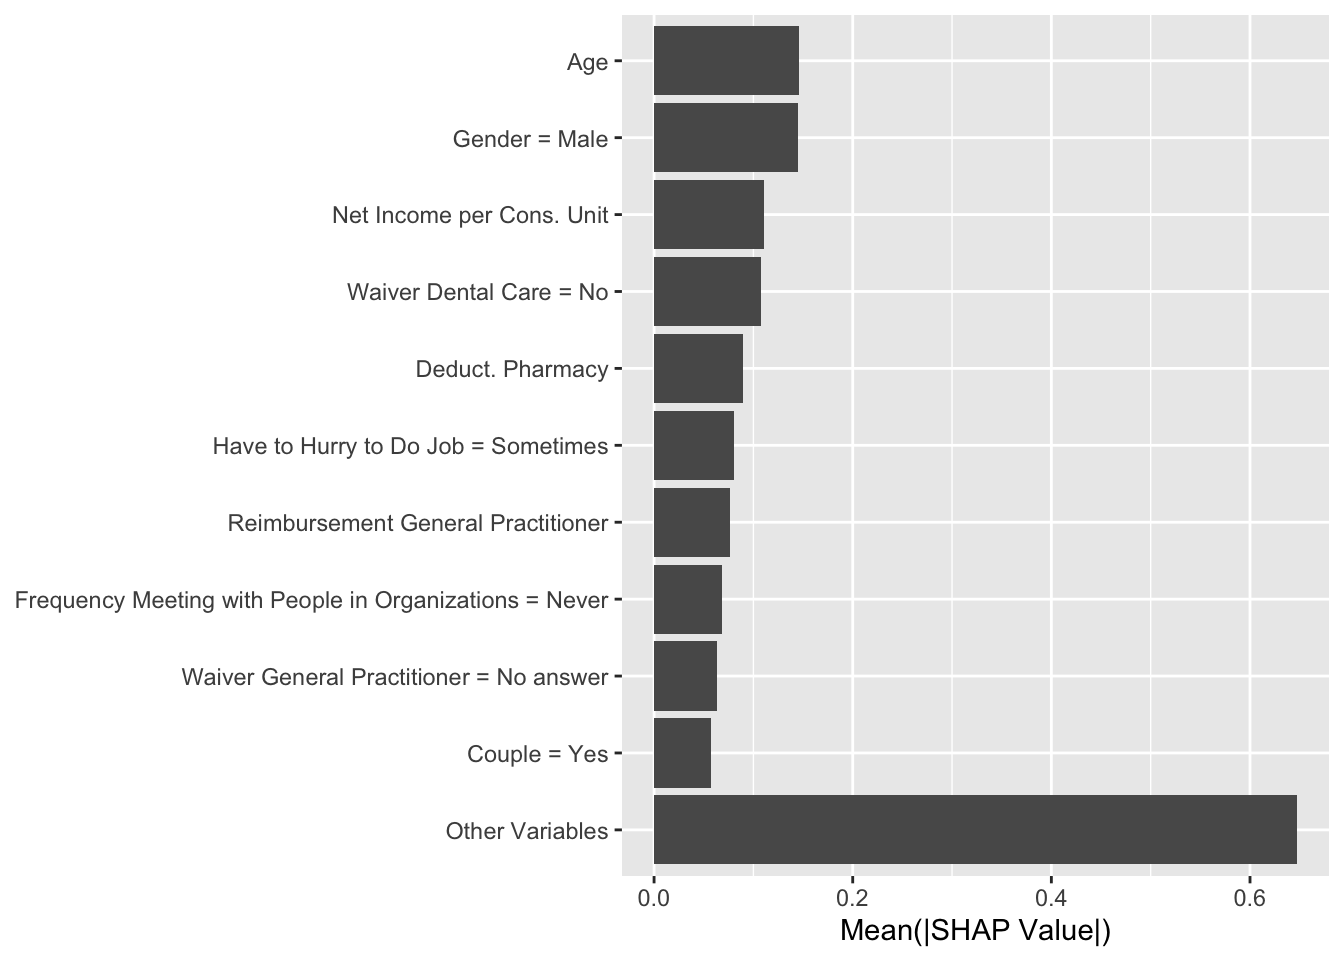 Age
Gender = Male
Net Income per Cons. Unit
Waiver Dental Care = No
Deduct. Pharmacy
Have to Hurry to Do Job = Sometimes
Reimbursement General Practitioner
Frequency Meeting with People in Organizations = Never
Waiver General Practitioner = No answer
Couple = Yes
Other Variables
0.0 0.2 0.4 0.6
Mean(|SHAP Value|)